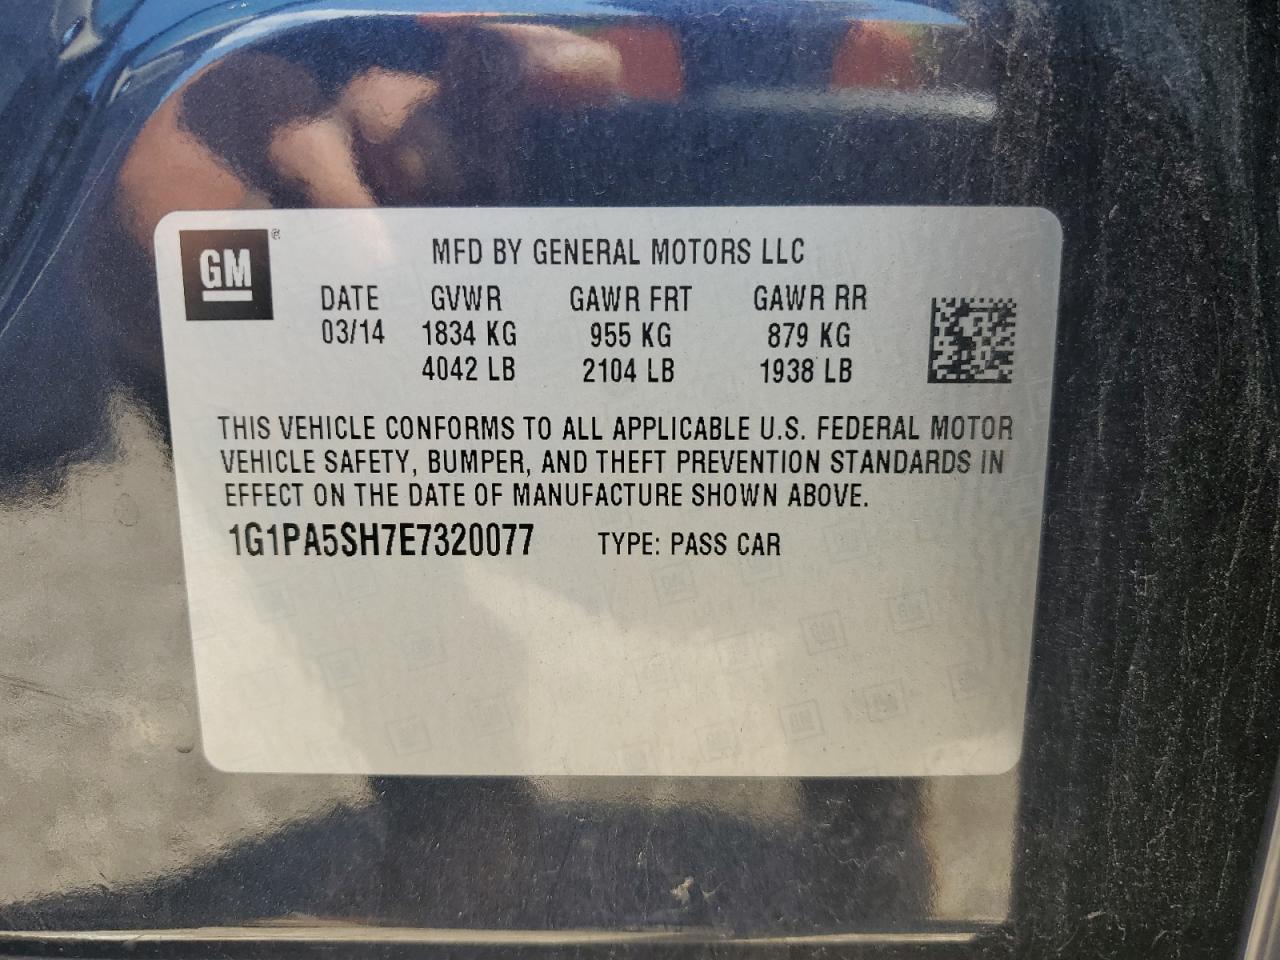 GM®
MFD BY GENERAL MOTORS LLC
DATE GVWR GAWR FRT GAWR RR
03/14 1834 KG 955 KG 879 KG
4042 LB 2104 LB 1938 LB
THIS VEHICLE CONFORMS TO ALL APPLICABLE U.S. FEDERAL MOTOR
VEHICLE SAFETY, BUMPER, AND THEFT PREVENTION STANDARDS IN
EFFECT ON THE DATE OF MANUFACTURE SHOWN ABOVE.
1G1PA5SH7E7320077 TYPE: PASS CAR